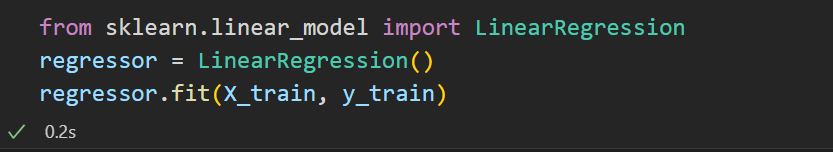 from sklearn.linear_model import LinearRegression
regressor = LinearRegression()
regressor.fit(X_train, y_train)
0.2s